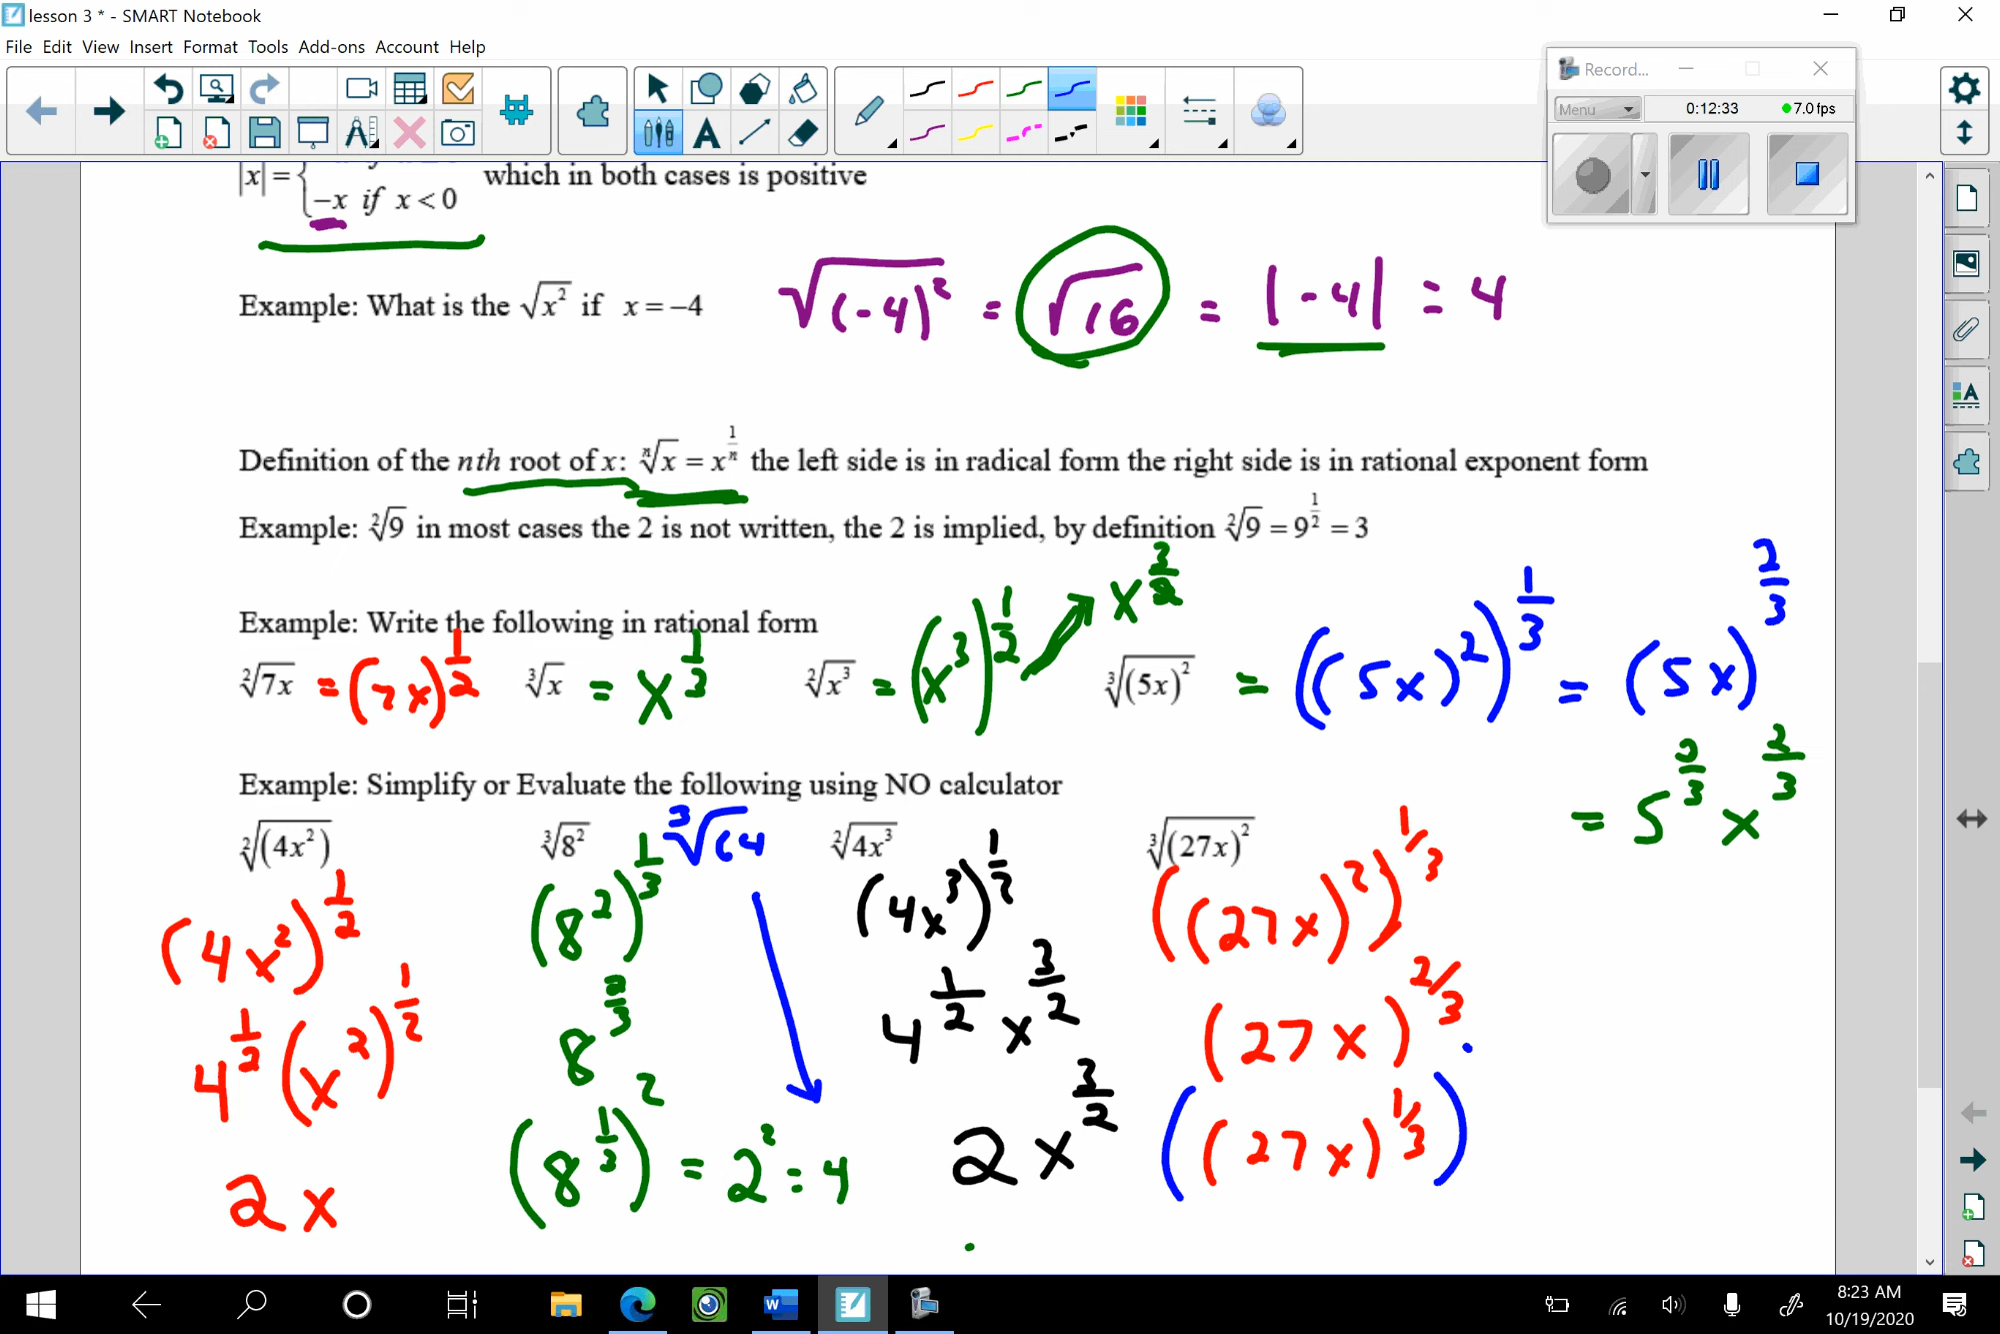 lesson 3 * - SMART Notebook
File Edit View Insert Format Tools Add-ons Account Help
Record...
Menu 0:12:33 7.0 fps
|x| = { -x if x < 0 which in both cases is positive
Example: What is the √x² if x = -4 √(-4)² = √16 = |-4| = 4
Definition of the nth root of x: ⁿ√x = x^(1/n) the left side is in radical form the right side is in rational exponent form
Example: ²√9 in most cases the 2 is not written, the 2 is implied, by definition ²√9 = 9^(1/2) = 3
Example: Write the following in rational form
²√7x = (7x)^(1/2) ³√x = x^(1/3) ²√x³ = (x³)^(1/2) x^(3/2) ³√(5x)² = ((5x)²)^(1/3) = (5x)^(2/3)
= 5^(2/3) x^(2/3)
Example: Simplify or Evaluate the following using NO calculator
²√(4x²) ³√8² ³√64 ²√4x³ ³√(27x)²
(4x²)^(1/2) (8²)^(1/3) (4x³)^(1/2) ((27x)²)^(1/3)
4^(1/2) (x²)^(1/2) 8^(2/3) 4^(1/2) x^(3/2) (27x)^(2/3)
2x (8^(1/3))² = 2² = 4 2x^(3/2) ((27x)^(1/3))
8:23 AM
10/19/2020